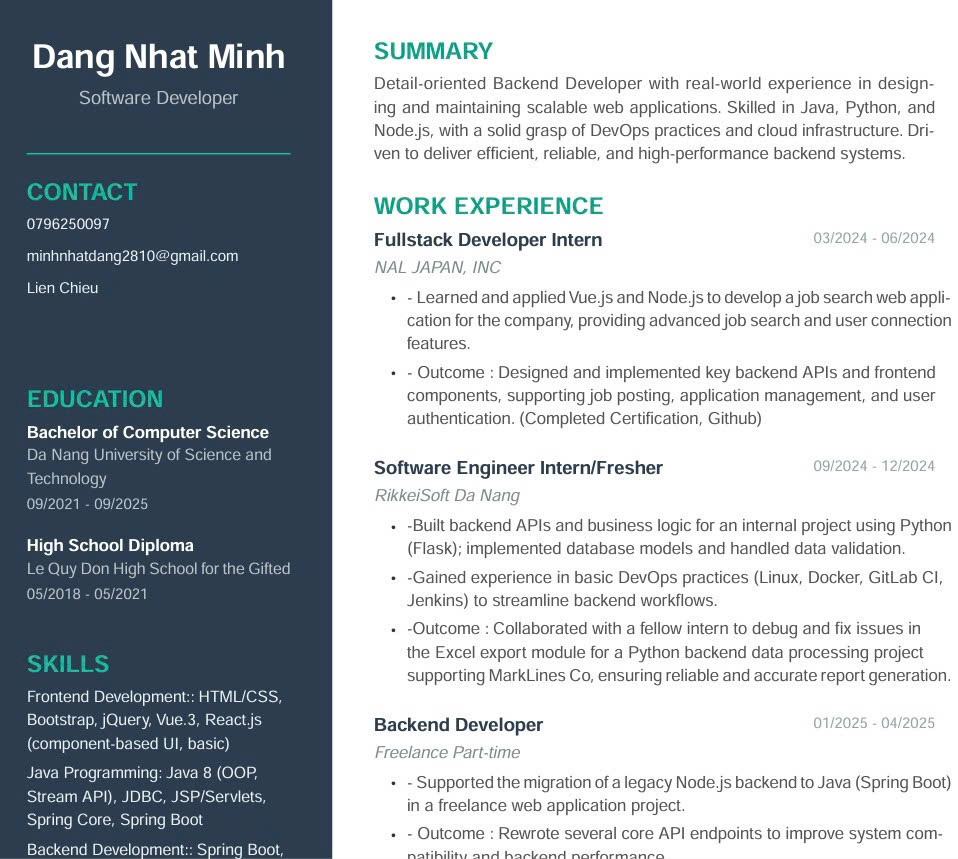 Dang Nhat Minh
Software Developer
CONTACT
0796250097
minhnhatdang2810@gmail.com
Lien Chieu
EDUCATION
Bachelor of Computer Science
Da Nang University of Science and
Technology
09/2021 - 09/2025
High School Diploma
Le Quy Don High School for the Gifted
05/2018 - 05/2021
SKILLS
Frontend Development:: HTML/CSS,
Bootstrap, jQuery, Vue.3, React.js
(component-based UI, basic)
Java Programming: Java 8 (OOP,
Stream API), JDBC, JSP/Servlets,
Spring Core, Spring Boot
Backend Development:: Spring Boot,
SUMMARY
Detail-oriented Backend Developer with real-world experience in design-
ing and maintaining scalable web applications. Skilled in Java, Python, and
Node.js, with a solid grasp of DevOps practices and cloud infrastructure. Dri-
ven to deliver efficient, reliable, and high-performance backend systems.
WORK EXPERIENCE
Fullstack Developer Intern 03/2024 - 06/2024
NAL JAPAN, INC
• - Learned and applied Vue.js and Node.js to develop a job search web appli-
cation for the company, providing advanced job search and user connection
features.
• - Outcome : Designed and implemented key backend APIs and frontend
components, supporting job posting, application management, and user
authentication. (Completed Certification, Github)
Software Engineer Intern/Fresher 09/2024 - 12/2024
RikkeiSoft Da Nang
• -Built backend APIs and business logic for an internal project using Python
(Flask); implemented database models and handled data validation.
• -Gained experience in basic DevOps practices (Linux, Docker, GitLab CI,
Jenkins) to streamline backend workflows.
• -Outcome : Collaborated with a fellow intern to debug and fix issues in
the Excel export module for a Python backend data processing project
supporting MarkLines Co, ensuring reliable and accurate report generation.
Backend Developer 01/2025 - 04/2025
Freelance Part-time
• - Supported the migration of a legacy Node.js backend to Java (Spring Boot)
in a freelance web application project.
• - Outcome : Rewrote several core API endpoints to improve system com-
patibility and backend performance.